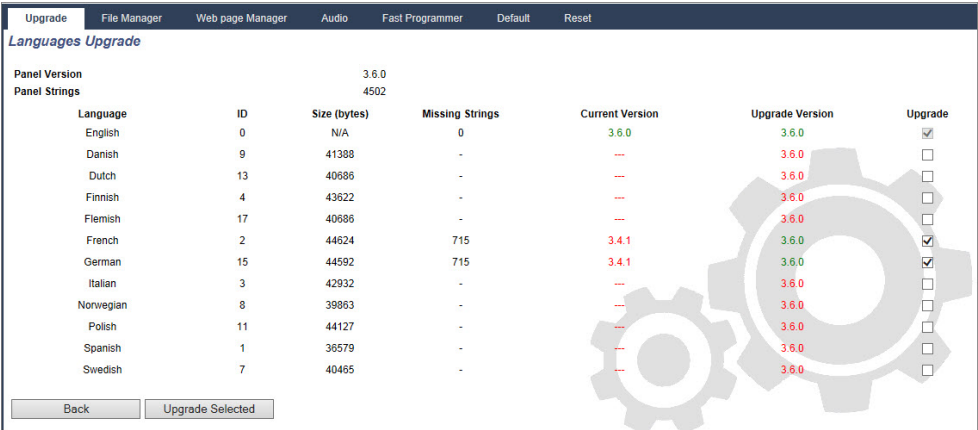 Upgrade File Manager Web page Manager Audio Fast Programmer Default Reset
Languages Upgrade
Panel Version 3.6.0
Panel Strings 4502
Language ID Size (bytes) Missing Strings Current Version Upgrade Version Upgrade
English 0 N/A 0 3.6.0 3.6.0
Danish 9 41388 - --- 3.6.0
Dutch 13 40686 - --- 3.6.0
Finnish 4 43622 - --- 3.6.0
Flemish 17 40686 - --- 3.6.0
French 2 44624 715 3.4.1 3.6.0
German 15 44592 715 3.4.1 3.6.0
Italian 3 42932 - --- 3.6.0
Norwegian 8 39863 - --- 3.6.0
Polish 11 44127 - --- 3.6.0
Spanish 1 36579 - --- 3.6.0
Swedish 7 40465 - --- 3.6.0
Back Upgrade Selected